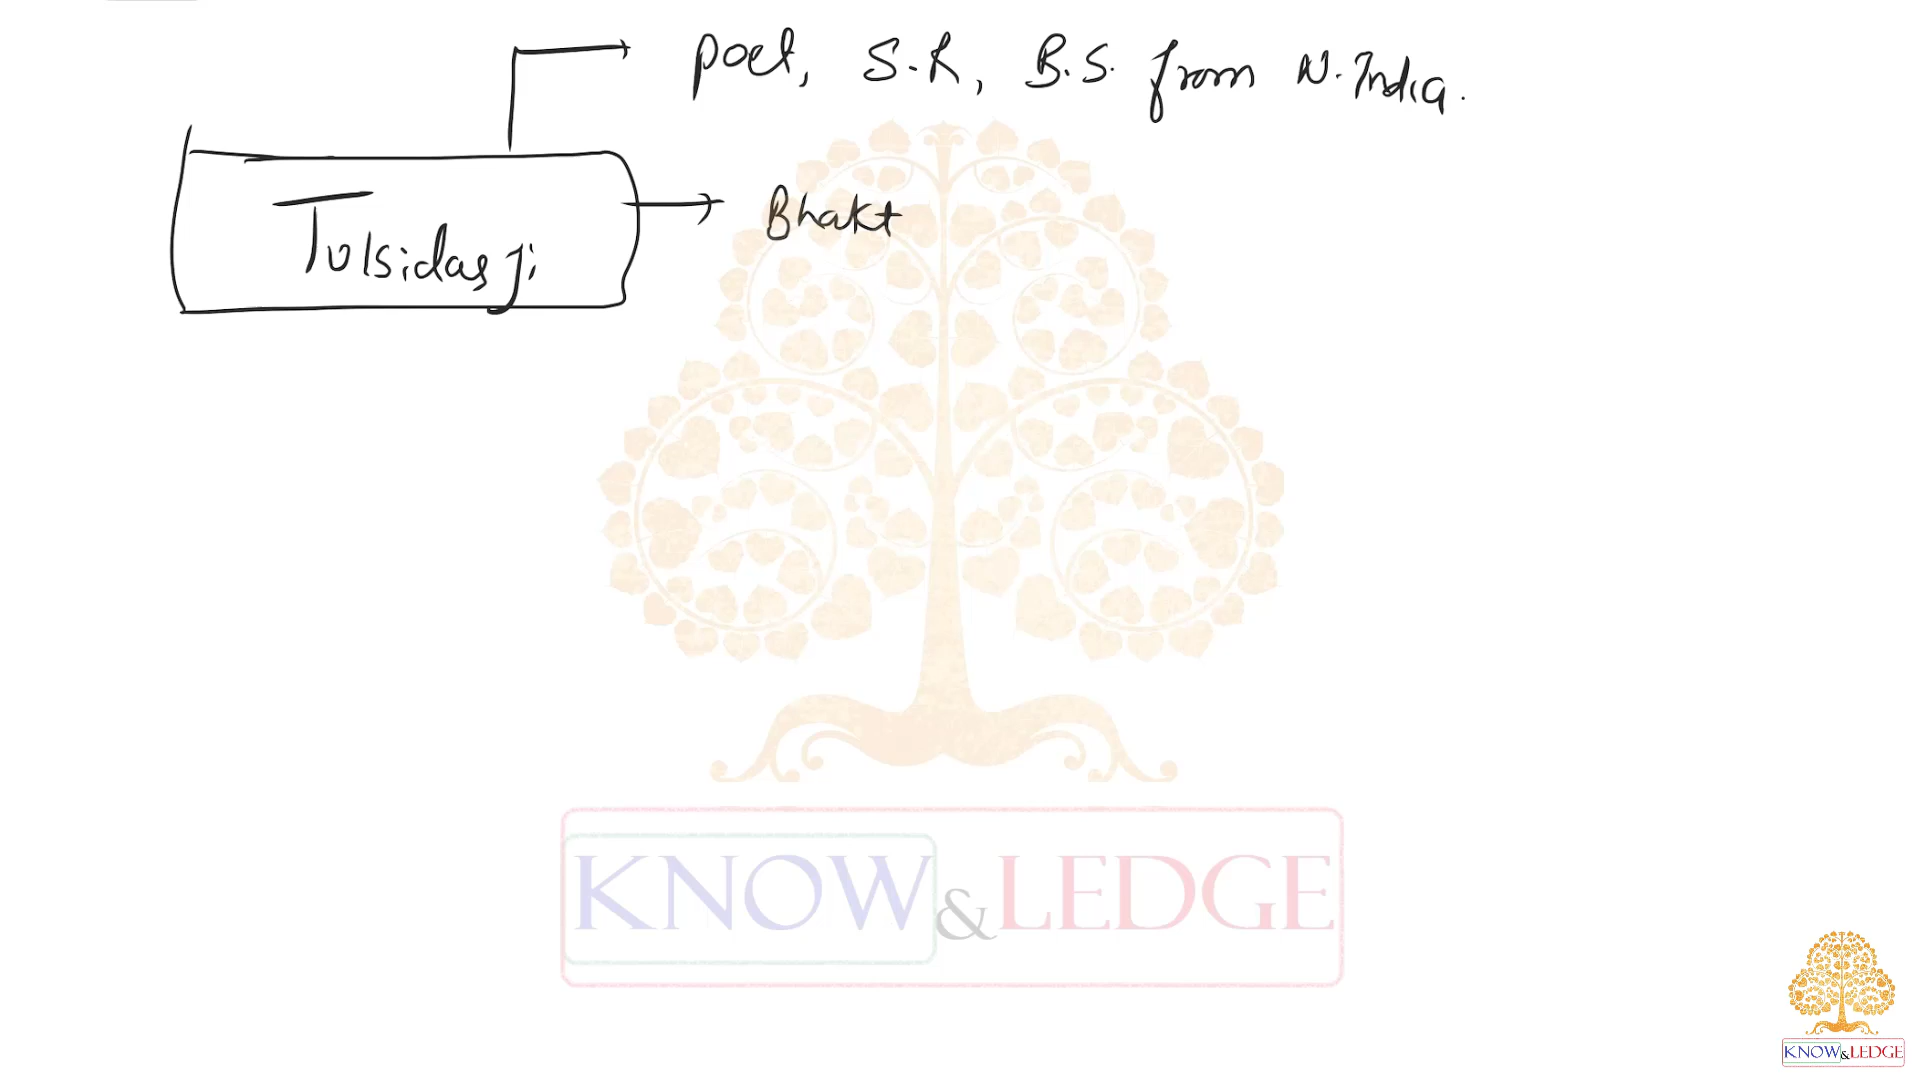 Poet, S.R, B.S. from N. India.
Tulsidas ji
Bhakt
KNOW&LEDGE
KNOW&LEDGE